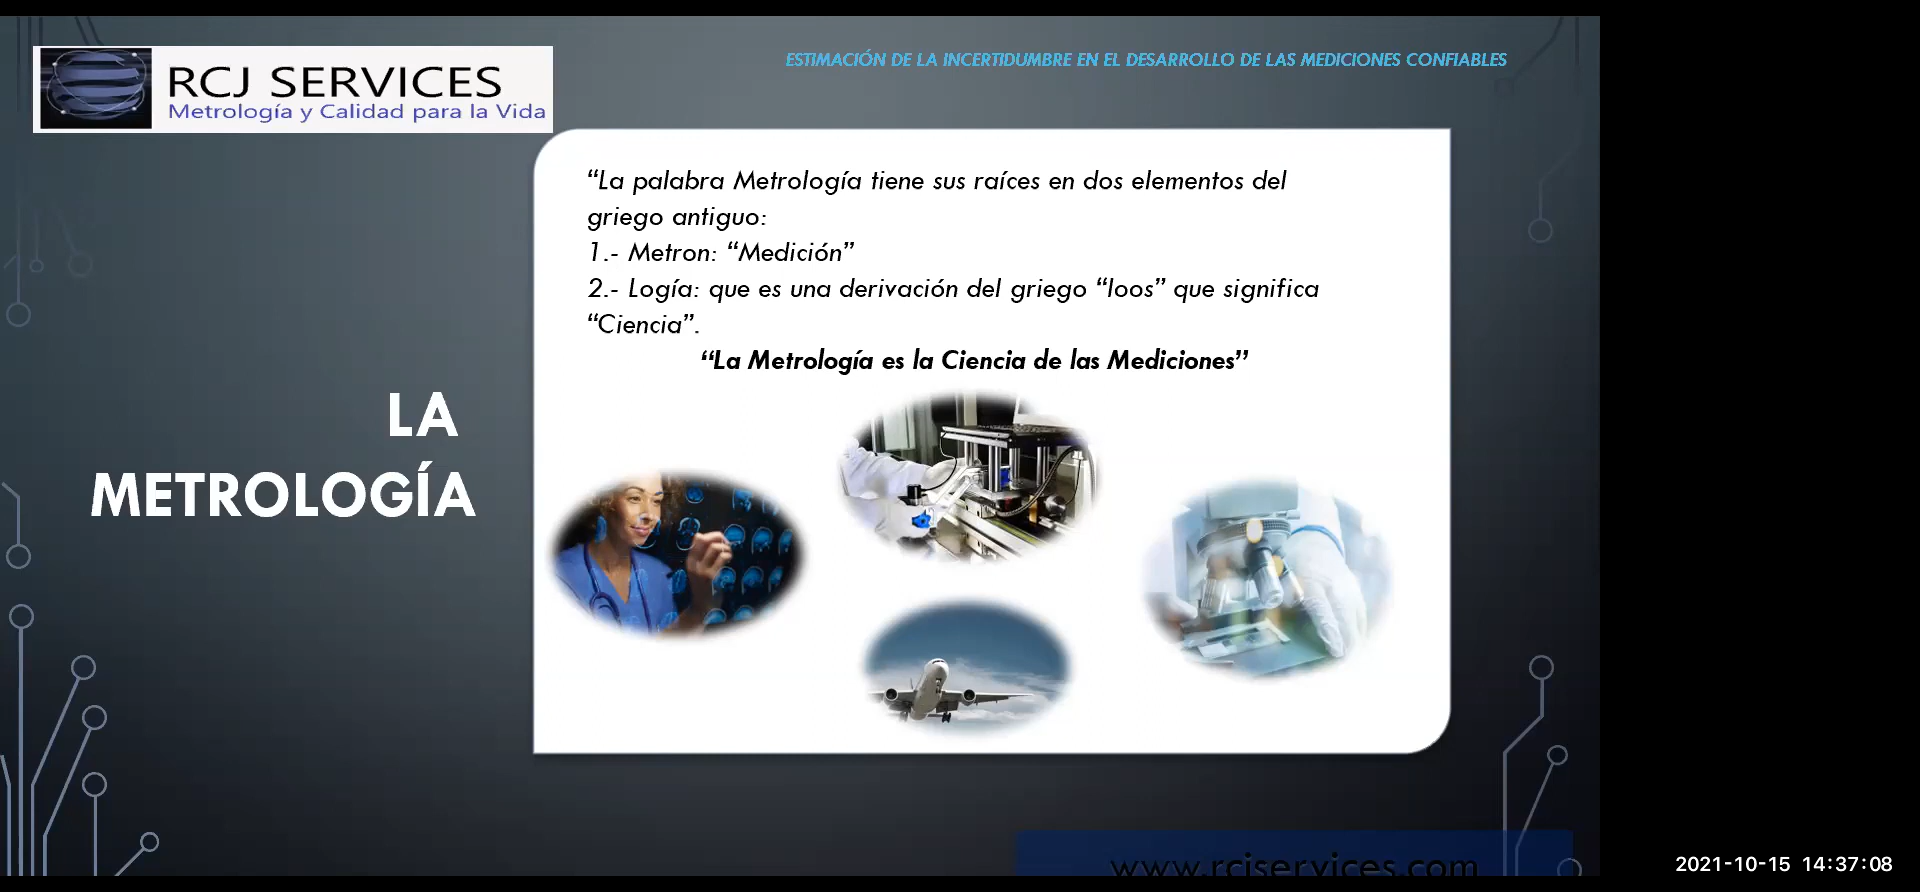 RCJ SERVICES
Metrología y Calidad para la Vida
ESTIMACIÓN DE LA INCERTIDUMBRE EN EL DESARROLLO DE LAS MEDICIONES CONFIABLES
“La palabra Metrología tiene sus raíces en dos elementos del
griego antiguo:
1.- Metron: “Medición”
2.- Logía: que es una derivación del griego “loos” que significa
“Ciencia”.
“La Metrología es la Ciencia de las Mediciones”
LA
METROLOGÍA
www.rcjservices.com
2021-10-15 14:37:08